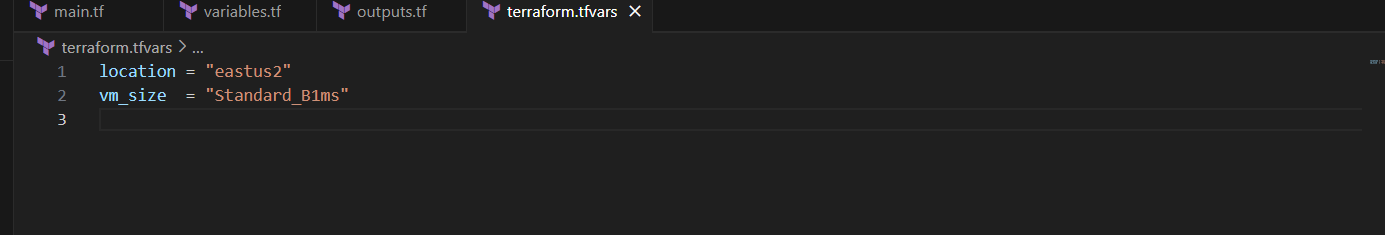 main.tf variables.tf outputs.tf terraform.tfvars
terraform.tfvars > ...
1 location = "eastus2"
2 vm_size  = "Standard_B1ms"
3